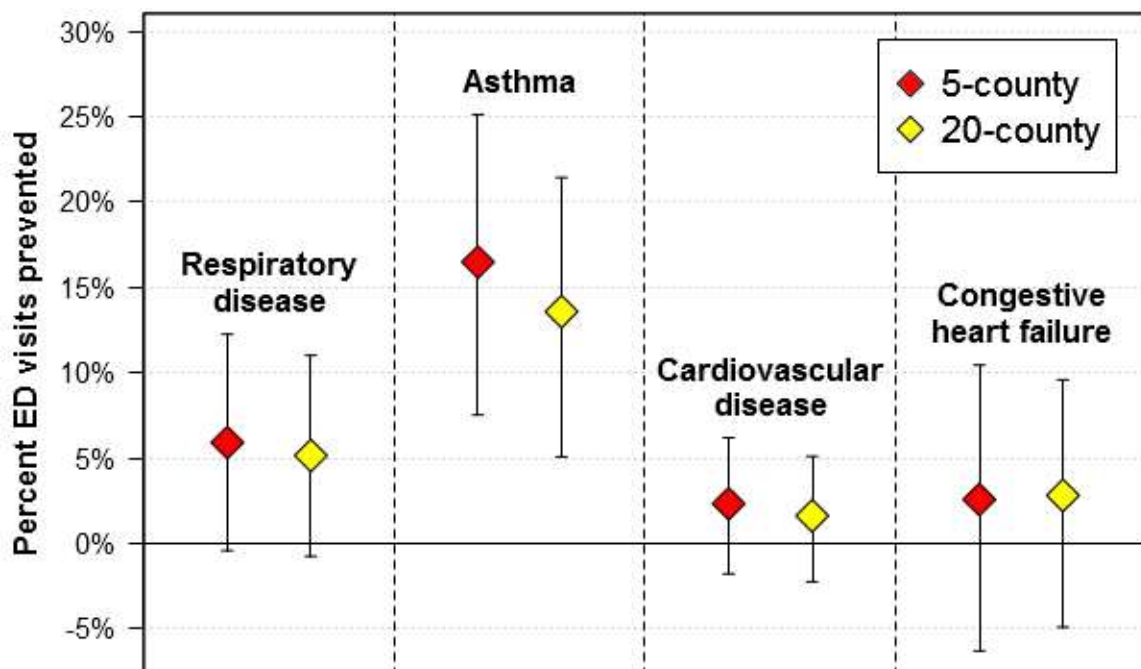 Percent ED visits prevented
30%
25%
20%
15%
10%
5%
0%
-5%
Respiratory
disease
Asthma
Cardiovascular
disease
Congestive
heart failure
5-county
20-county